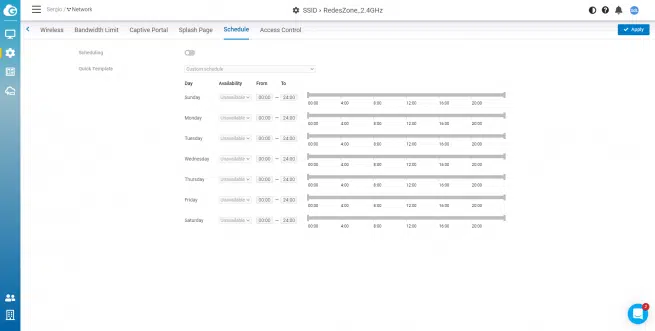 Sergio / Network
SSID › RedesZone_2.4GHz
Wireless Bandwidth Limit Captive Portal Splash Page Schedule Access Control
Apply
Scheduling
Quick Template Custom schedule
Day Availability From To
Sunday Unavailable 00:00 – 24:00
00:00 4:00 8:00 12:00 16:00 20:00
Monday Unavailable 00:00 – 24:00
00:00 4:00 8:00 12:00 16:00 20:00
Tuesday Unavailable 00:00 – 24:00
00:00 4:00 8:00 12:00 16:00 20:00
Wednesday Unavailable 00:00 – 24:00
00:00 4:00 8:00 12:00 16:00 20:00
Thursday Unavailable 00:00 – 24:00
00:00 4:00 8:00 12:00 16:00 20:00
Friday Unavailable 00:00 – 24:00
00:00 4:00 8:00 12:00 16:00 20:00
Saturday Unavailable 00:00 – 24:00
00:00 4:00 8:00 12:00 16:00 20:00